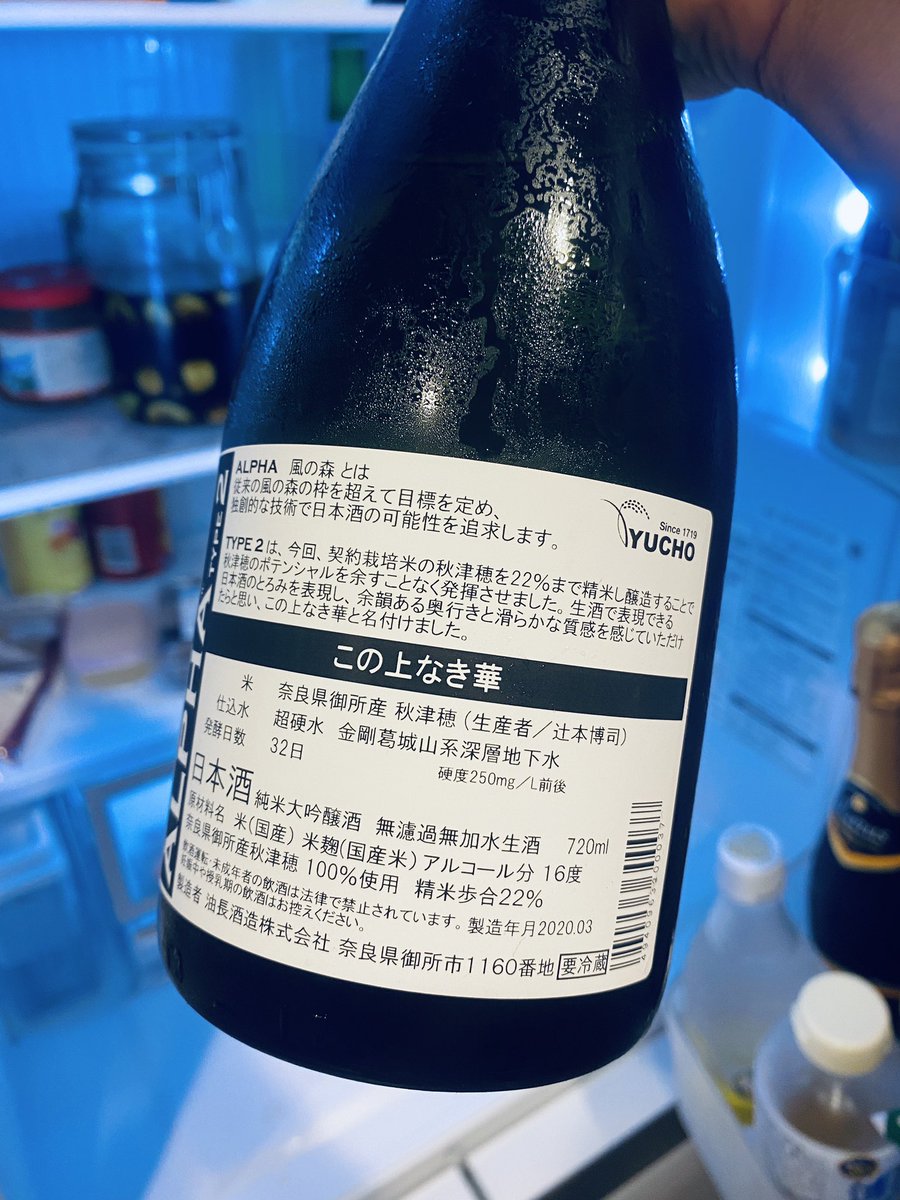 ALPHA TYPE 2
ALPHA 風の森 とは
従来の風の森の枠を超えて目標を定め、
独創的な技術で日本酒の可能性を追求します。
Since 1719
YUCHO
TYPE 2は、今回、契約栽培米の秋津穂を22%まで精米し醸造することで
秋津穂のポテンシャルを余すことなく発揮させました。生酒で表現できる
日本酒のとろみを表現し、余韻ある奥行きと滑らかな質感を感じていただけ
たらと思い、この上なき華と名付けました。
この上なき華
米 奈良県御所産 秋津穂(生産者/辻本博司)
仕込水 超硬水 金剛葛城山系深層地下水
硬度250mg/L前後
発酵日数 32日
日本酒 純米大吟醸酒 無濾過無加水生酒 720ml
原材料名 米(国産)米麹(国産米)アルコール分 16度
奈良県御所産秋津穂 100%使用 精米歩合22%
飲酒運転・未成年者の飲酒は法律で禁止されています。製造年月2020.03
妊娠中や授乳期の飲酒はお控えください。
製造者 油長酒造株式会社 奈良県御所市1160番地 要冷蔵